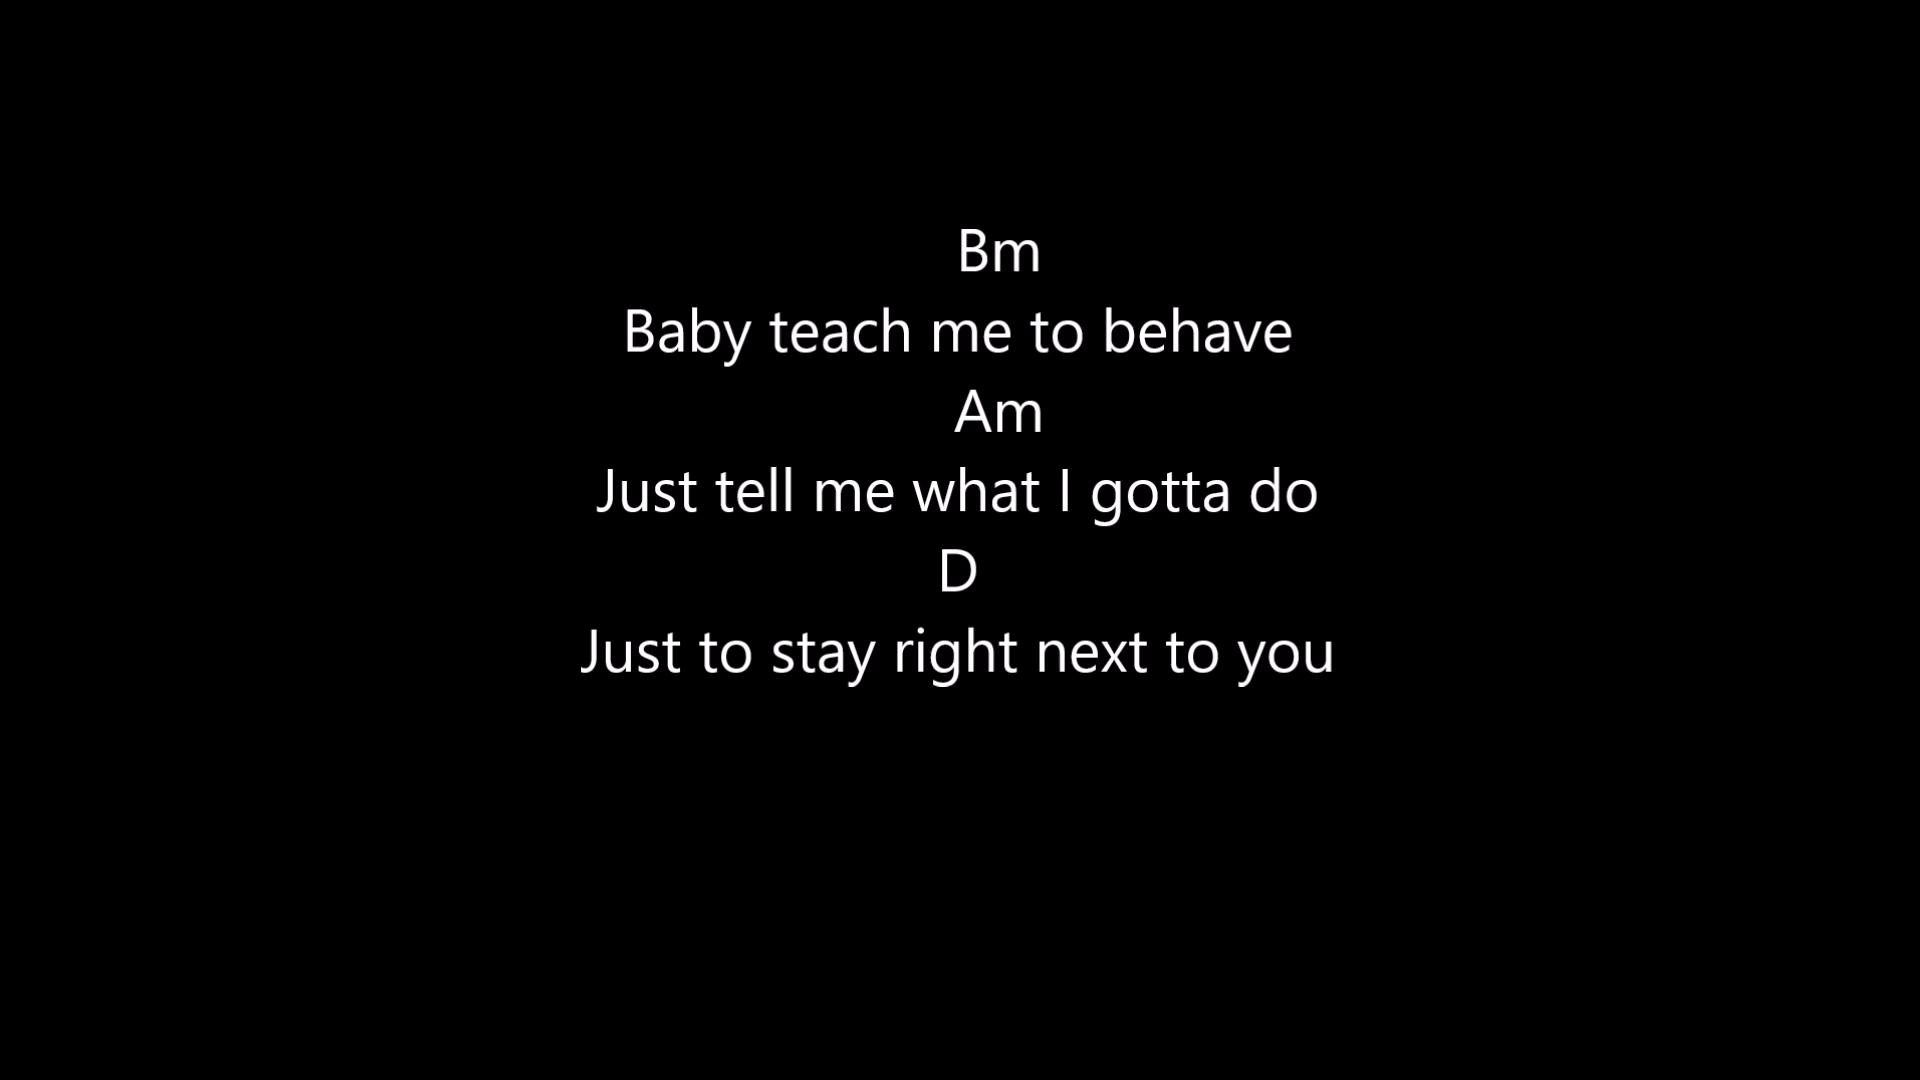 Bm
Baby teach me to behave
Am
Just tell me what I gotta do
D
Just to stay right next to you